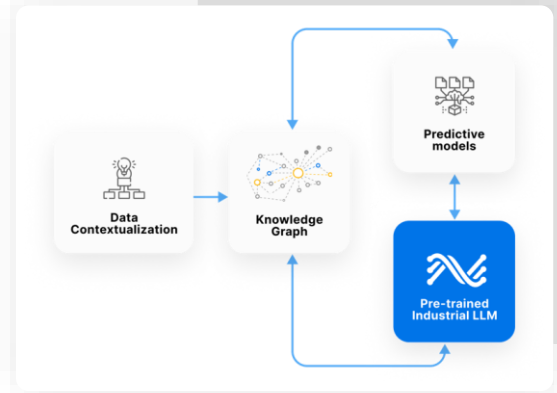 Data
Contextualization
Knowledge
Graph
Predictive
models
Pre-trained
Industrial LLM